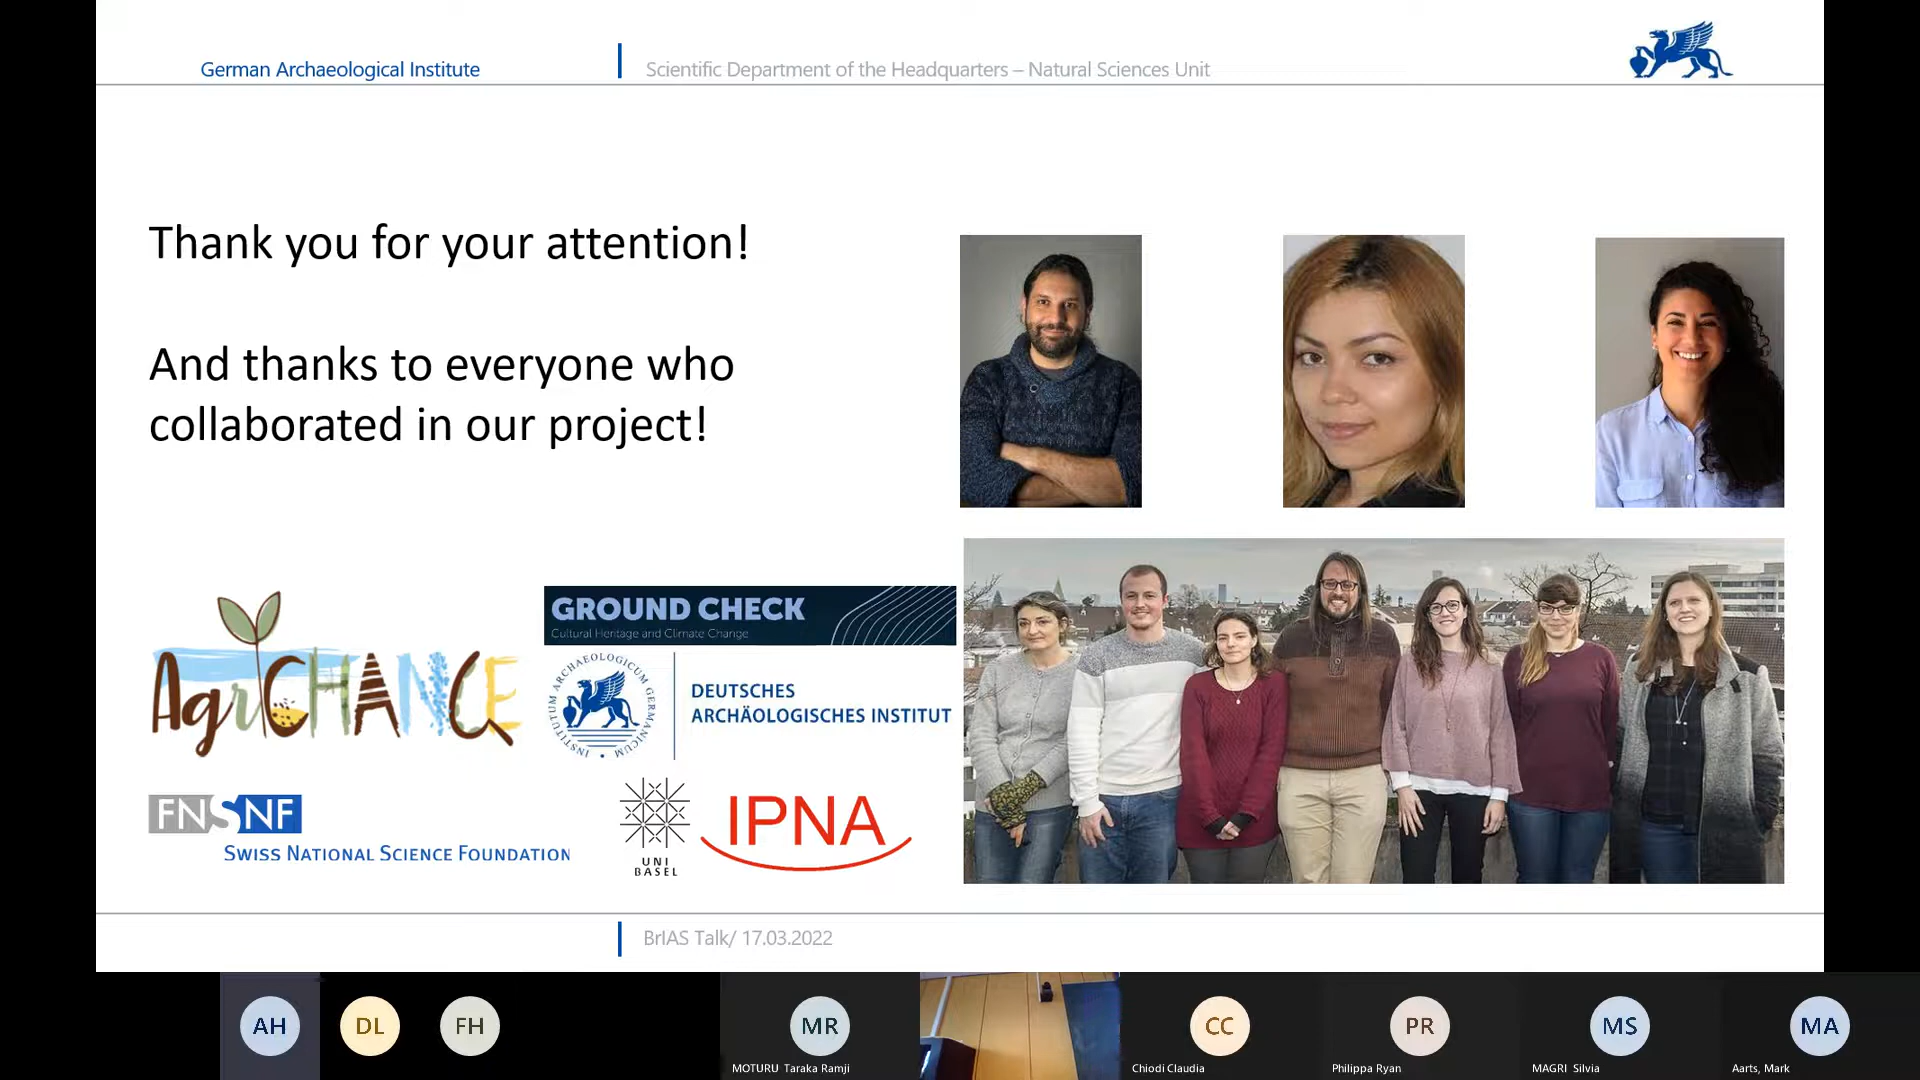 German Archaeological Institute
Scientific Department of the Headquarters – Natural Sciences Unit
Thank you for your attention!
And thanks to everyone who
collaborated in our project!
AgriCHANGE
GROUND CHECK
Cultural Heritage and Climate Change
INSTITUTUM ARCHAEOLOGICUM GERMANICUM
DEUTSCHES
ARCHÄOLOGISCHES INSTITUT
FNSNF
SWISS NATIONAL SCIENCE FOUNDATION
UNI
BASEL
IPNA
BrIAS Talk/ 17.03.2022
AH
DL
FH
MR
MOTURU Taraka Ramji
CC
Chiodi Claudia
PR
Philippa Ryan
MS
MAGRI Silvia
MA
Aarts, Mark